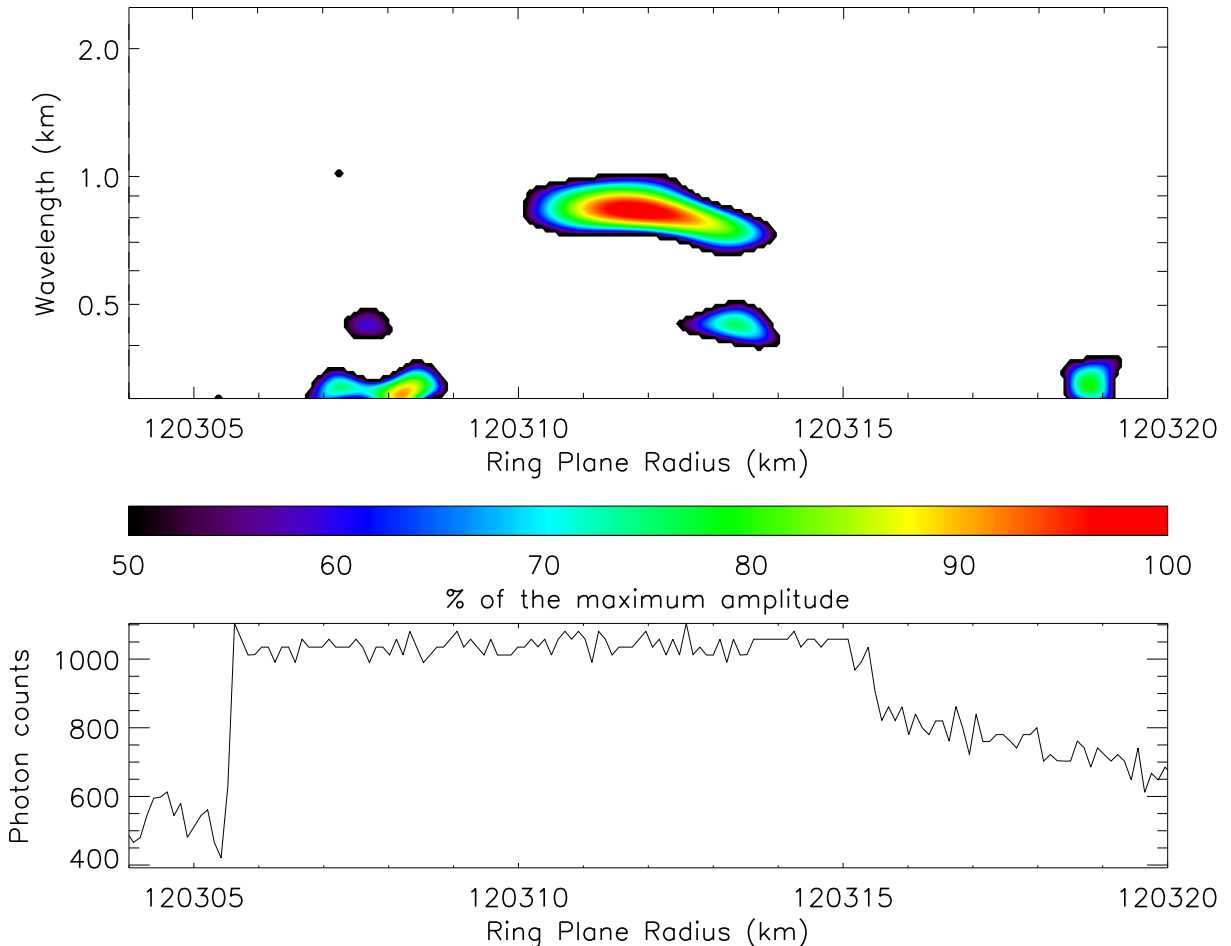 2.0
1.0
0.5
Wavelength (km)
120305 120310 120315 120320
Ring Plane Radius (km)
50 60 70 80 90 100
% of the maximum amplitude
1000
800
600
400
Photon counts
120305 120310 120315 120320
Ring Plane Radius (km)